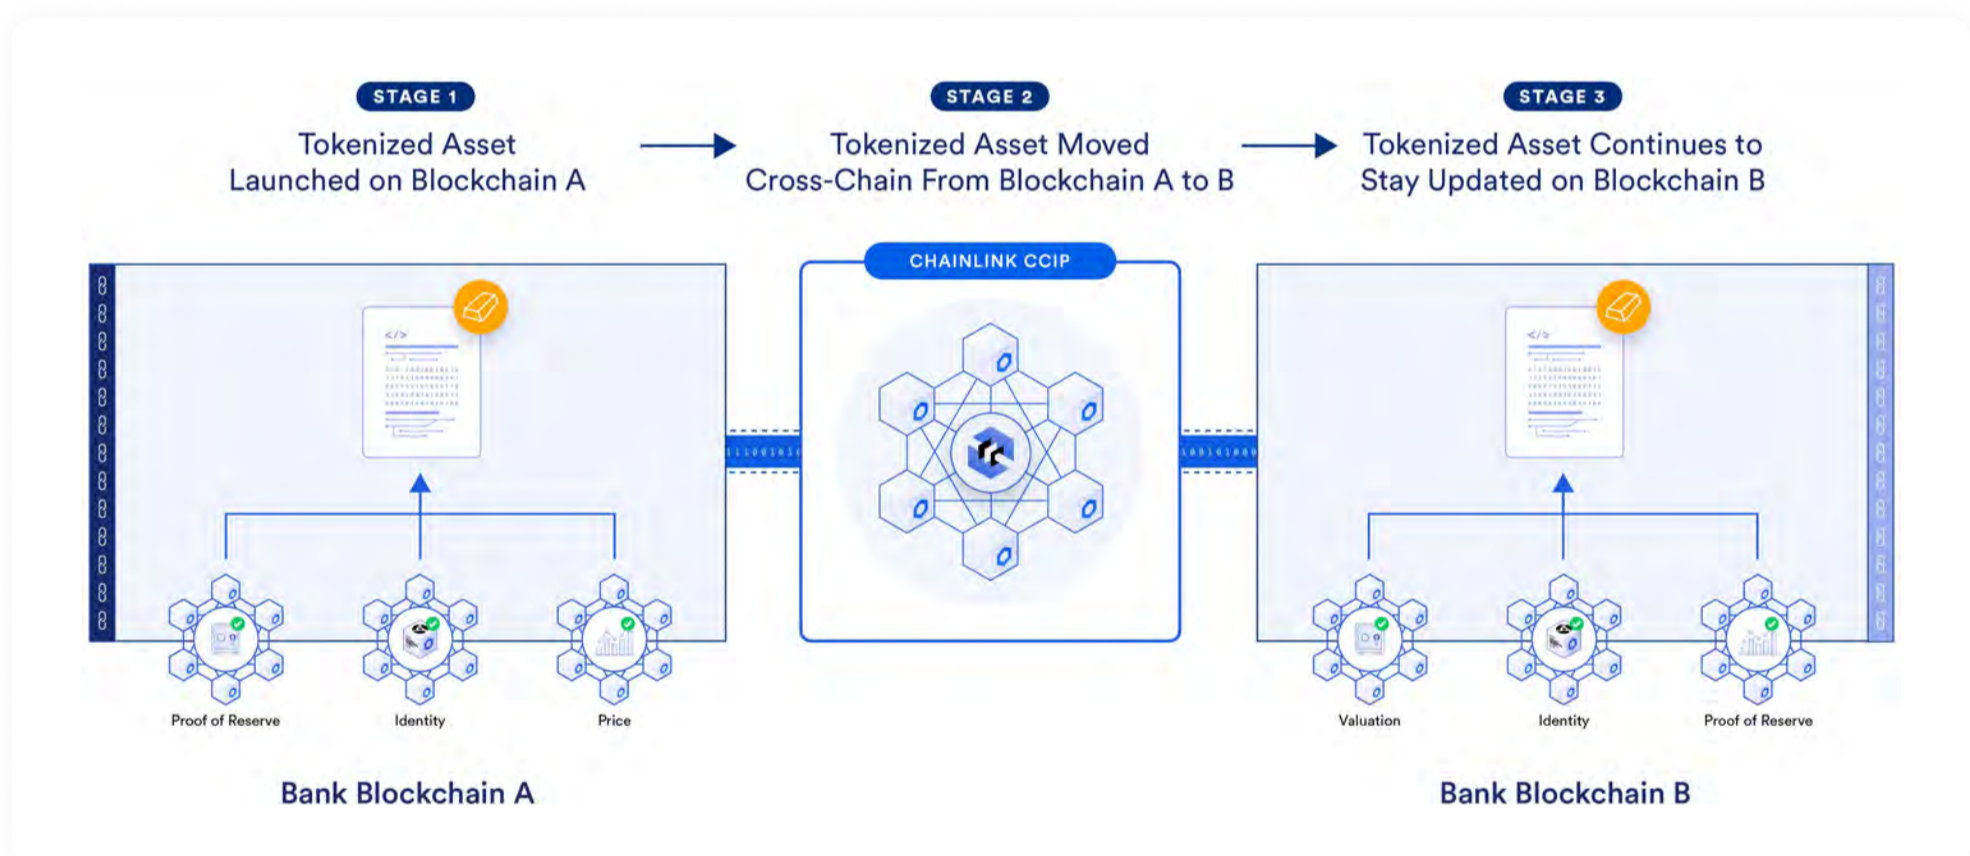 STAGE 1
Tokenized Asset
Launched on Blockchain A
STAGE 2
Tokenized Asset Moved
Cross-Chain From Blockchain A to B
STAGE 3
Tokenized Asset Continues to
Stay Updated on Blockchain B
CHAINLINK CCIP
</>
</>
Proof of Reserve
Identity
Price
Bank Blockchain A
Valuation
Identity
Proof of Reserve
Bank Blockchain B